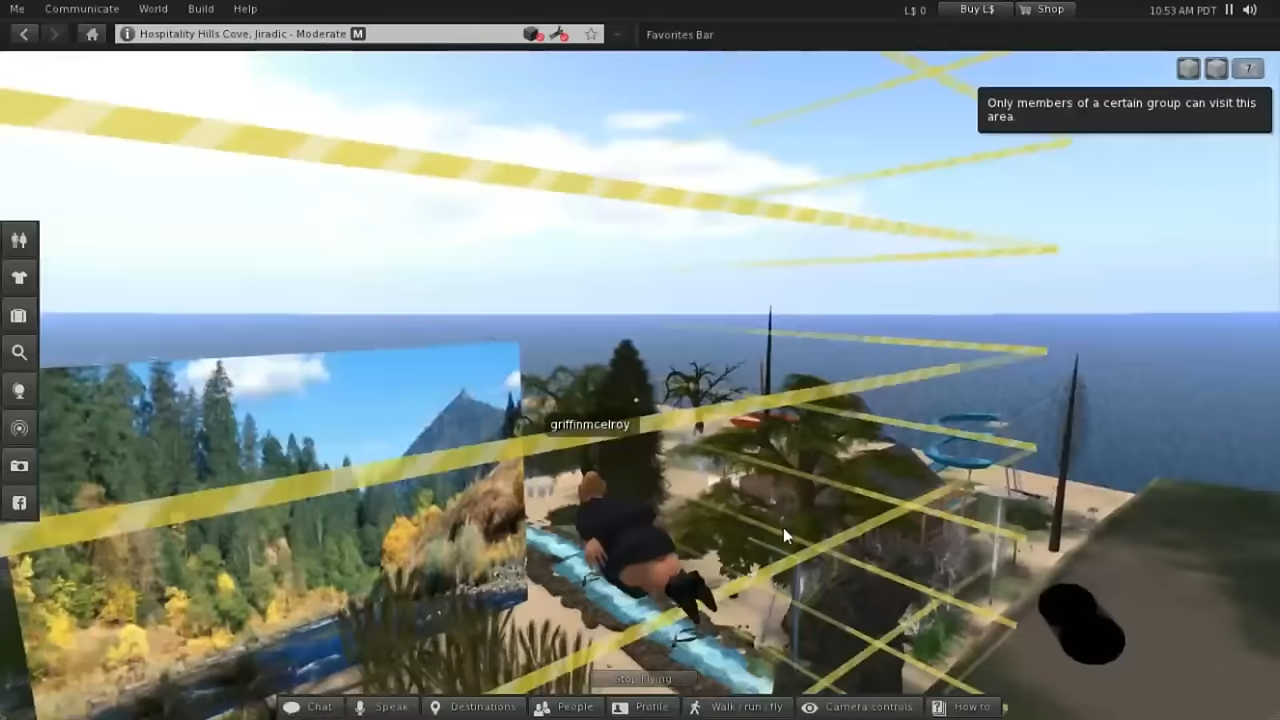 Me Communicate World Build Help L$ 0 Buy L$ Shop 10:53 AM PDT
Hospitality Hills Cove, Jiradic - Moderate M Favorites Bar
7
Only members of a certain group can visit this
area.
griffinmcelroy
Stop Flying
Chat Speak Destinations People Profile Walk / run / fly Camera controls How to